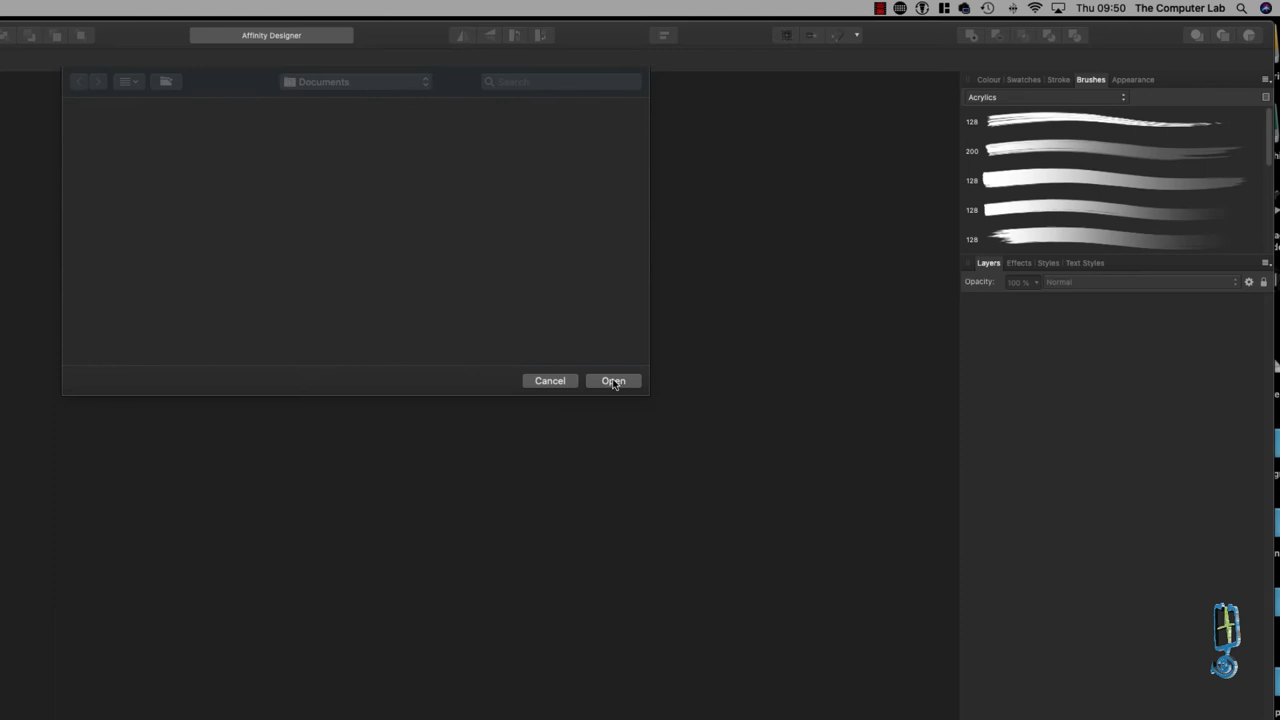 Thu 09:50 The Computer Lab
Affinity Designer
Documents
Search
Colour Swatches Stroke Brushes Appearance
Acrylics
128
200
128
128
128
Cancel Open
Layers Effects Styles Text Styles
Opacity: 100 % Normal